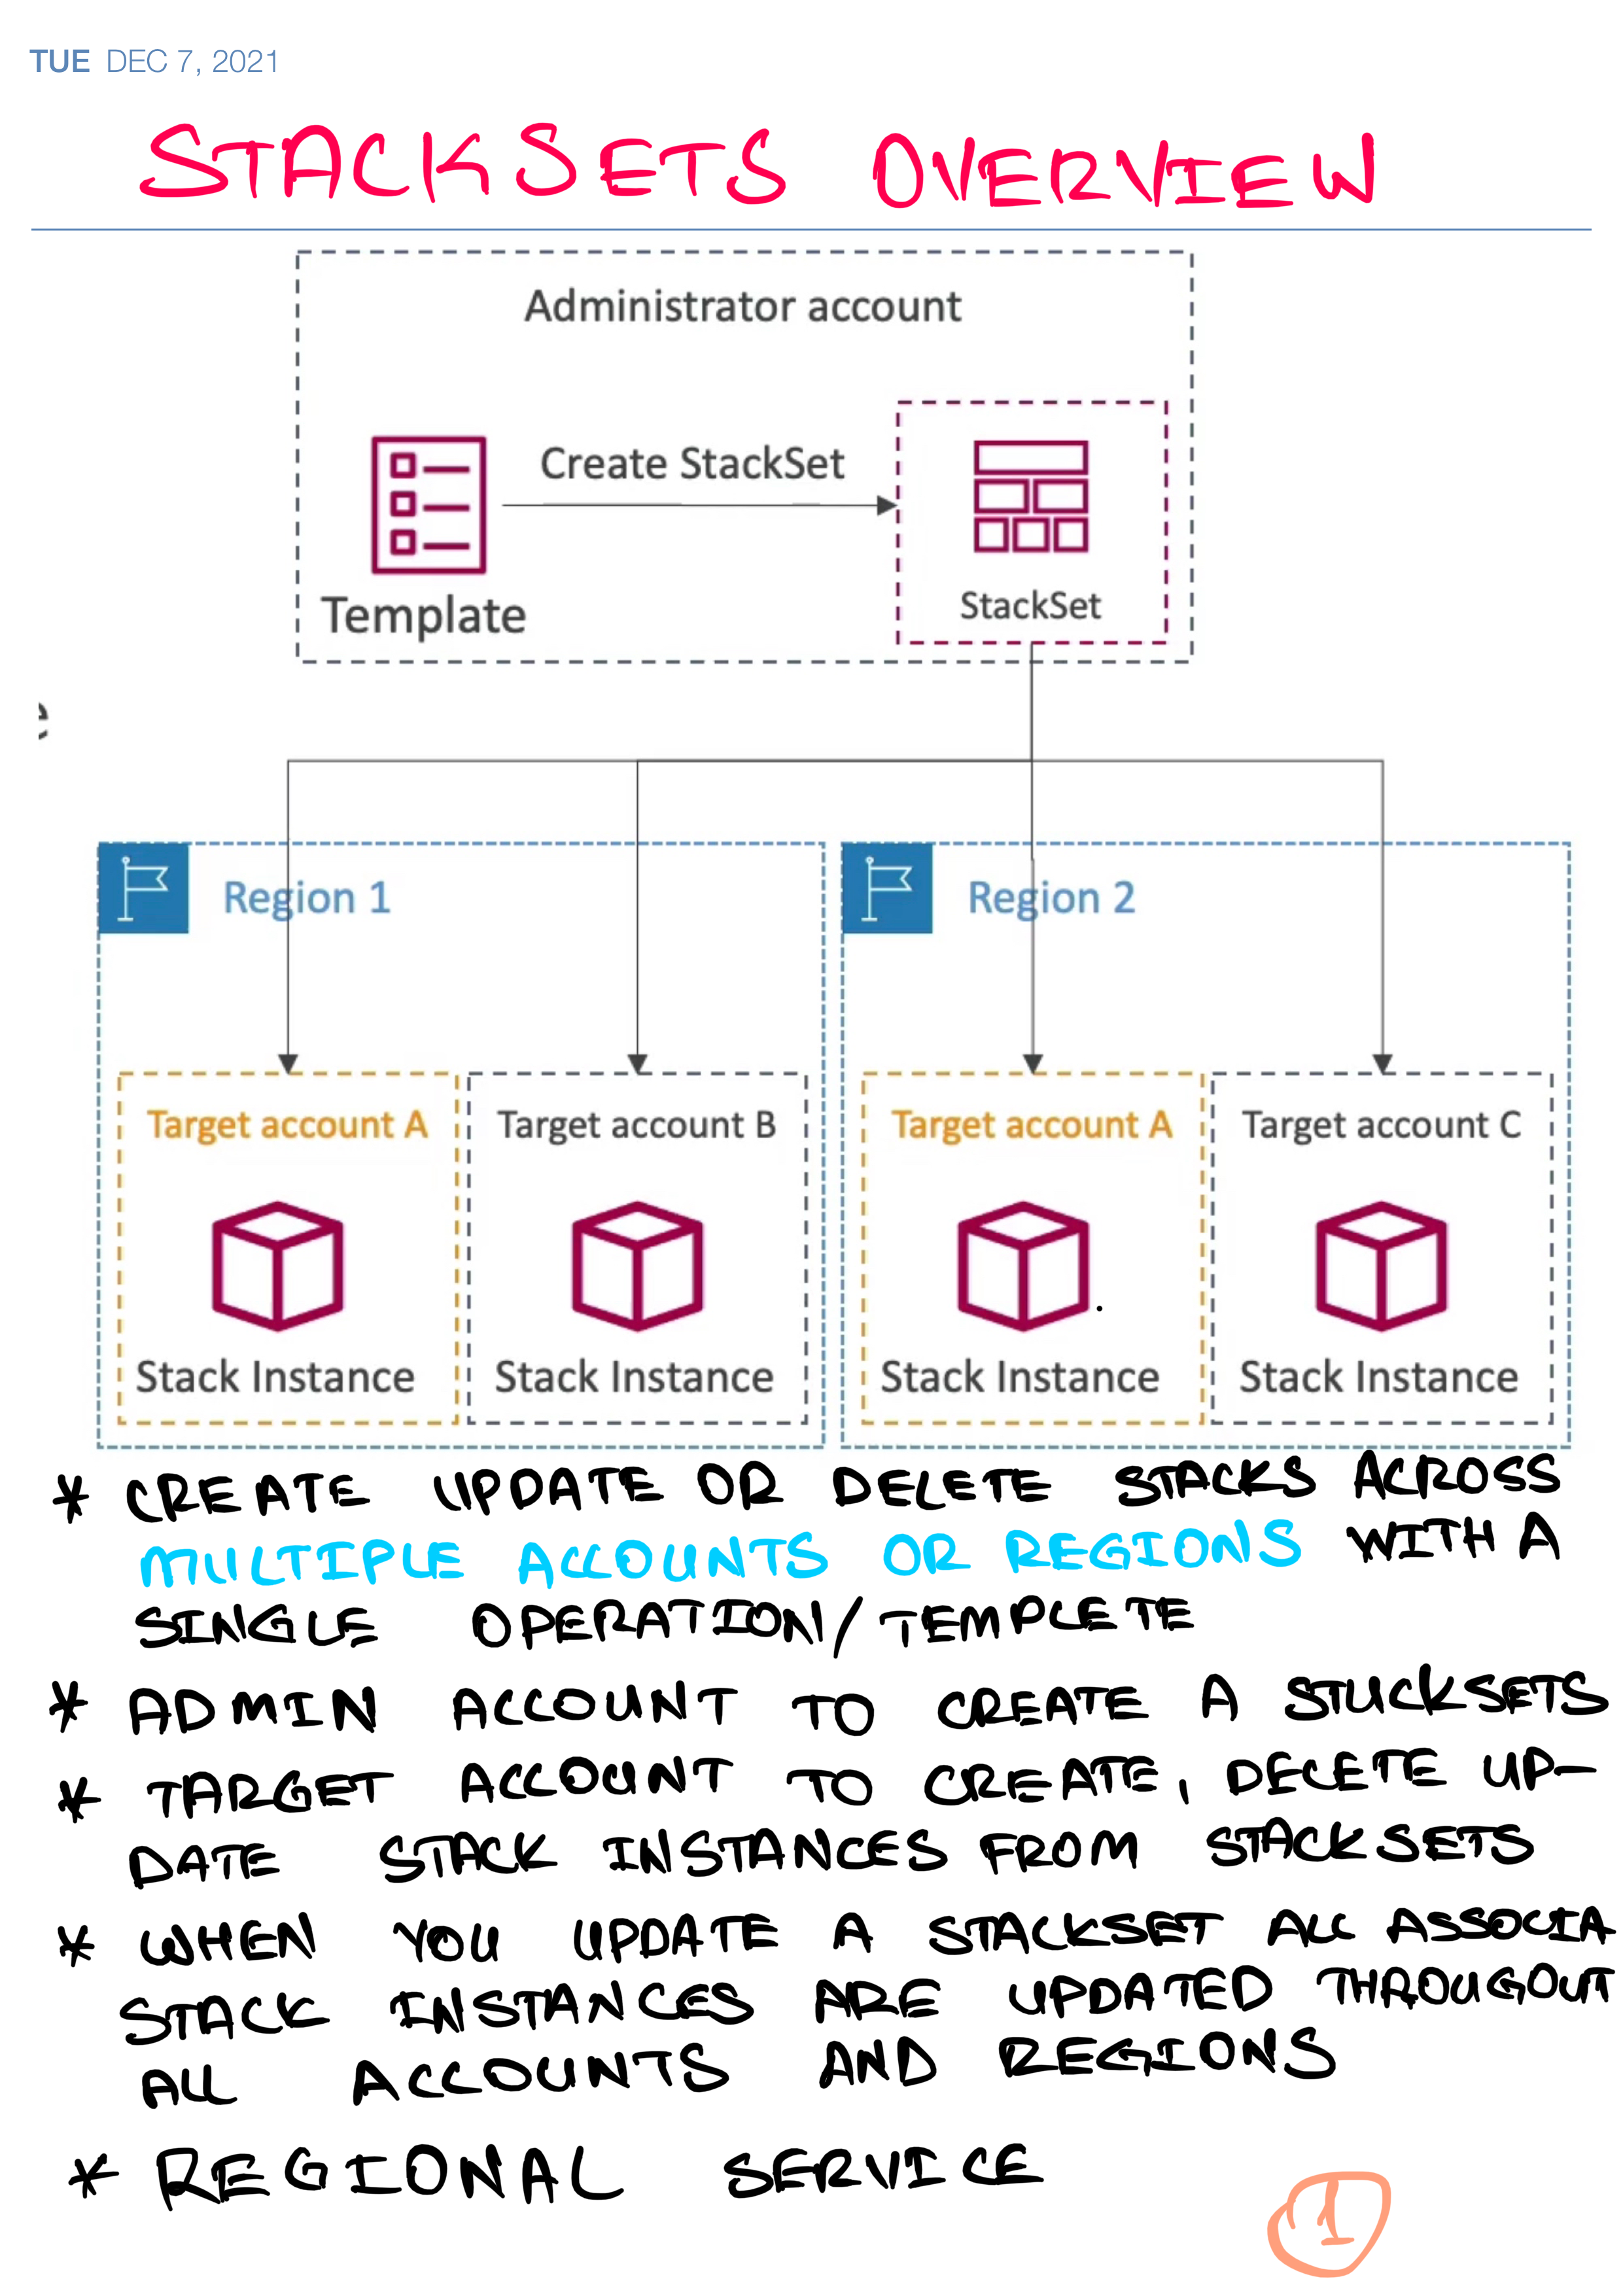 TUE DEC 7, 2021
STACKSETS OVERVIEW
Administrator account
Create StackSet
Template
StackSet
e
Region 1
Region 2
Target account A
Target account B
Target account A
Target account C
Stack Instance
Stack Instance
Stack Instance
Stack Instance
* CREATE UPDATE OR DELETE STACKS ACROSS
MULTIPLE ACCOUNTS OR REGIONS WITH A
SINGLE OPERATION/TEMPLETE
* ADMIN ACCOUNT TO CREATE A STUCKSETS
* TARGET ACCOUNT TO CREATE, DELETE UP-
DATE STACK INSTANCES FROM STACKSETS
* WHEN YOU UPDATE A STACKSET ALL ASSOCIA
STACK INSTANCES ARE UPDATED THROUGOUT
ALL ACCOUNTS AND REGIONS
* REGIONAL SERVICE
1